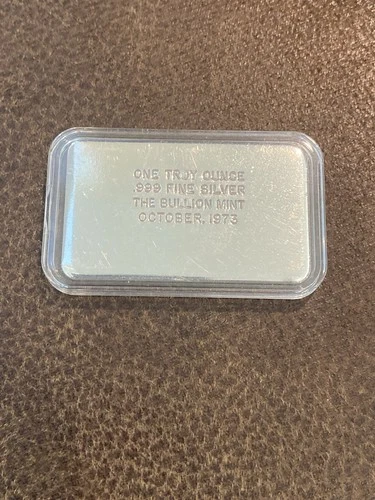 ONE TROY OUNCE
.999 FINE SILVER
THE BULLION MINT
OCTOBER, 1973